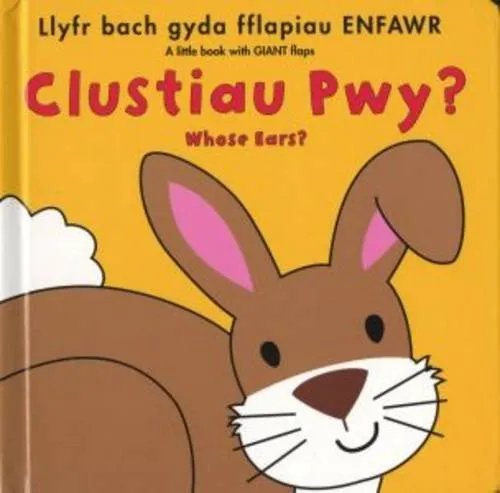 Llyfr bach gyda fflapiau ENFAWR
A little book with GIANT flaps
Clustiau Pwy?
Whose Ears?